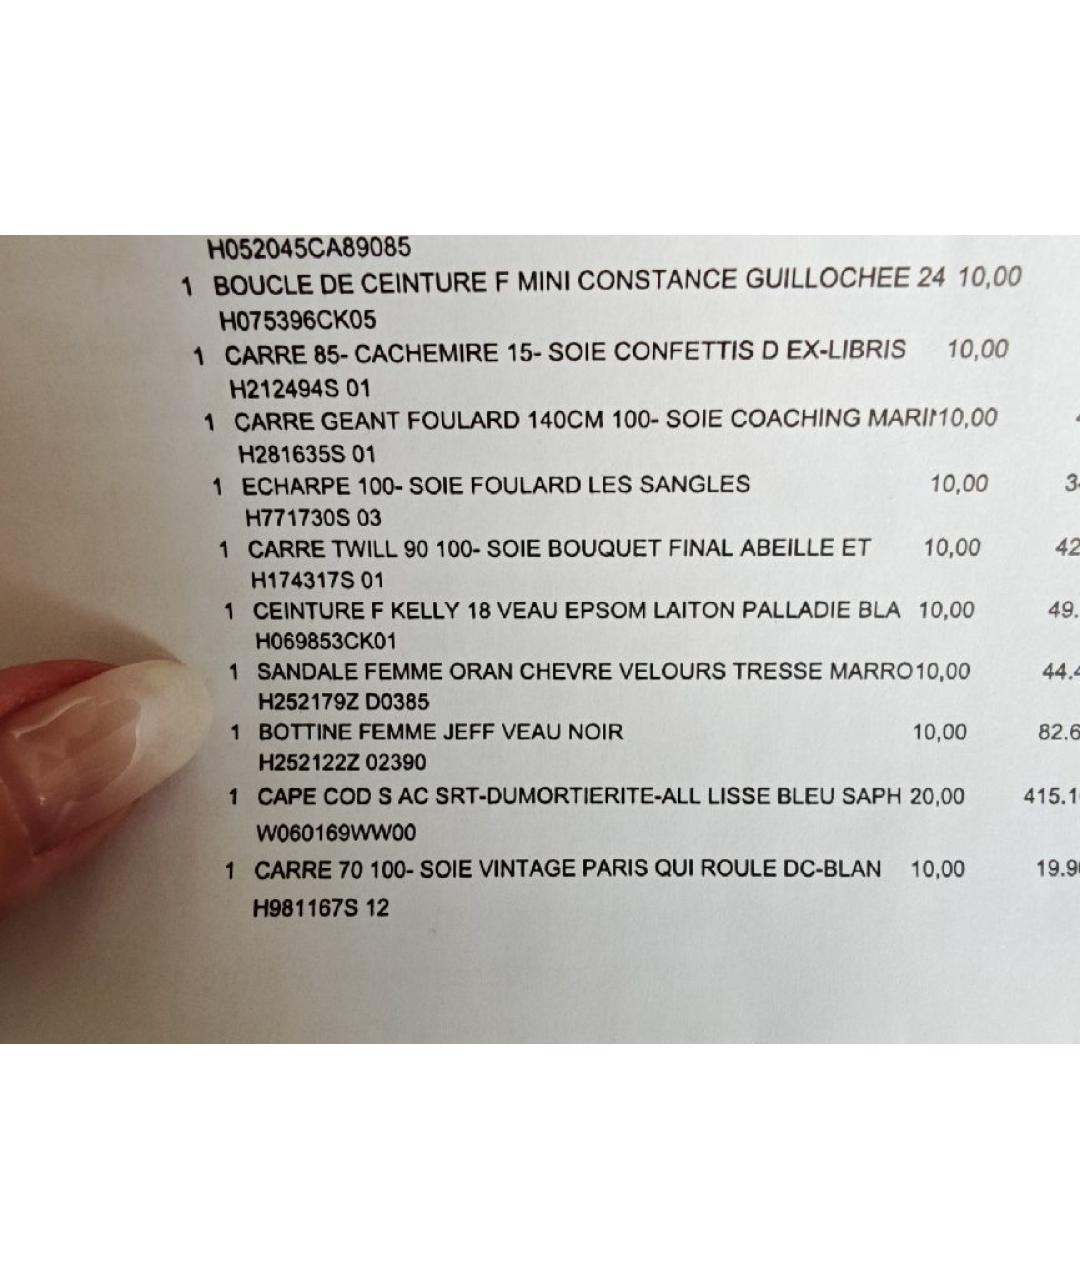 H052045CA89085
1 BOUCLE DE CEINTURE F MINI CONSTANCE GUILLOCHEE 24 10,00
H075396CK05
1 CARRE 85- CACHEMIRE 15- SOIE CONFETTIS D EX-LIBRIS 10,00
H212494S 01
1 CARRE GEANT FOULARD 140CM 100- SOIE COACHING MARI 10,00
H281635S 01
1 ECHARPE 100- SOIE FOULARD LES SANGLES 10,00 3
H771730S 03
1 CARRE TWILL 90 100- SOIE BOUQUET FINAL ABEILLE ET 10,00 42
H174317S 01
1 CEINTURE F KELLY 18 VEAU EPSOM LAITON PALLADIE BLA 10,00 49.
H069853CK01
1 SANDALE FEMME ORAN CHEVRE VELOURS TRESSE MARRO10,00 44.4
H252179Z D0385
1 BOTTINE FEMME JEFF VEAU NOIR 10,00 82.6
H252122Z 02390
1 CAPE COD S AC SRT-DUMORTIERITE-ALL LISSE BLEU SAPH 20,00 415.1
W060169WW00
1 CARRE 70 100- SOIE VINTAGE PARIS QUI ROULE DC-BLAN 10,00 19.9
H981167S 12